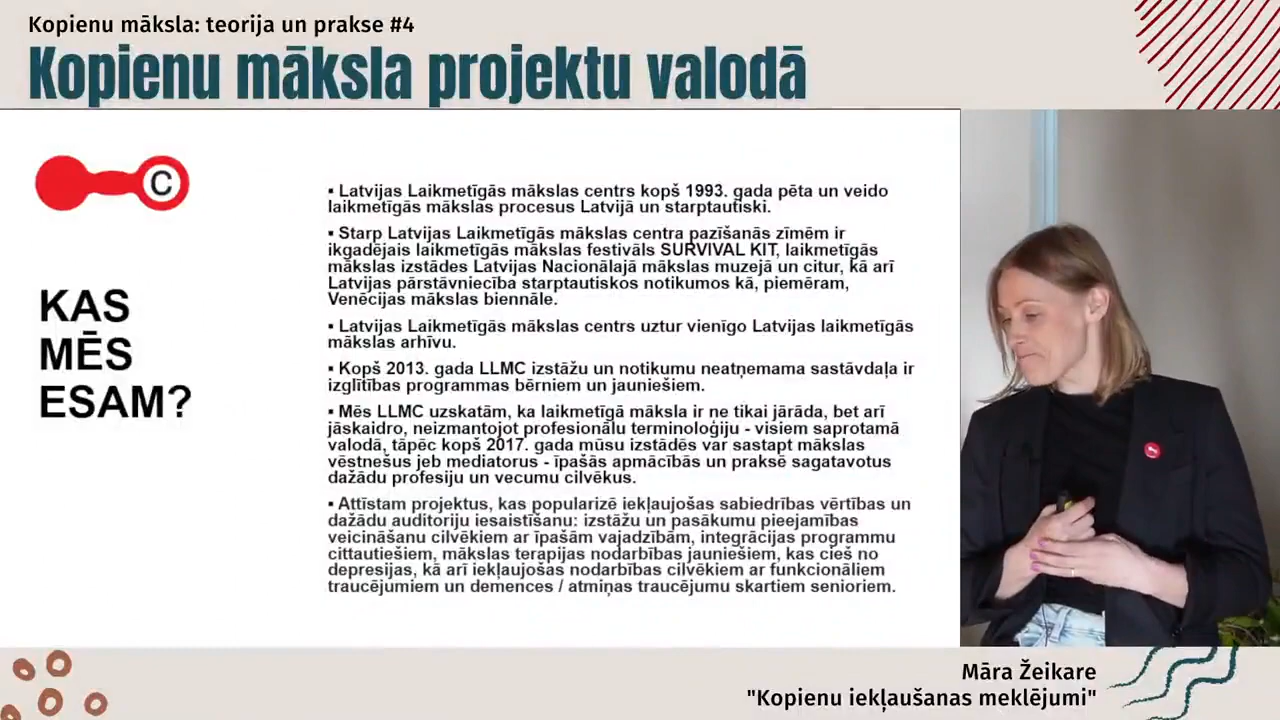 Kopienu māksla: teorija un prakse #4
Kopienu māksla projektu valodā
C
KAS
MĒS
ESAM?
▪ Latvijas Laikmetīgās mākslas centrs kopš 1993. gada pēta un veido
laikmetīgās mākslas procesus Latvijā un starptautiski.
▪ Starp Latvijas Laikmetīgās mākslas centra pazīšanās zīmēm ir
ikgadējais laikmetīgās mākslas festivāls SURVIVAL KIT, laikmetīgās
mākslas izstādes Latvijas Nacionālajā mākslas muzejā un citur, kā arī
Latvijas pārstāvniecība starptautiskos notikumos kā, piemēram,
Venēcijas mākslas biennāle.
▪ Latvijas Laikmetīgās mākslas centrs uztur vienīgo Latvijas laikmetīgās
mākslas arhīvu.
▪ Kopš 2013. gada LLMC izstāžu un notikumu neatņemama sastāvdaļa ir
izglītības programmas bērniem un jauniešiem.
▪ Mēs LLMC uzskatām, ka laikmetīgā māksla ir ne tikai jārāda, bet arī
jāskaidro, neizmantojot profesionālu terminoloģiju - visiem saprotamā
valodā, tāpēc kopš 2017. gada mūsu izstādēs var sastapt mākslas
vēstnešus jeb mediatorus - īpašās apmācībās un praksē sagatavotus
dažādu profesiju un vecumu cilvēkus.
▪ Attīstam projektus, kas popularizē iekļaujošas sabiedrības vērtības un
dažādu auditoriju iesaistīšanu: izstāžu un pasākumu pieejamības
veicināšanu cilvēkiem ar īpašām vajadzībām, integrācijas programmu
cittautiešiem, mākslas terapijas nodarbības jauniešiem, kas cieš no
depresijas, kā arī iekļaujošas nodarbības cilvēkiem ar funkcionāliem
traucējumiem un demences / atmiņas traucējumu skartiem senioriem.
Māra Žeikare
"Kopienu iekļaušanas meklējumi"